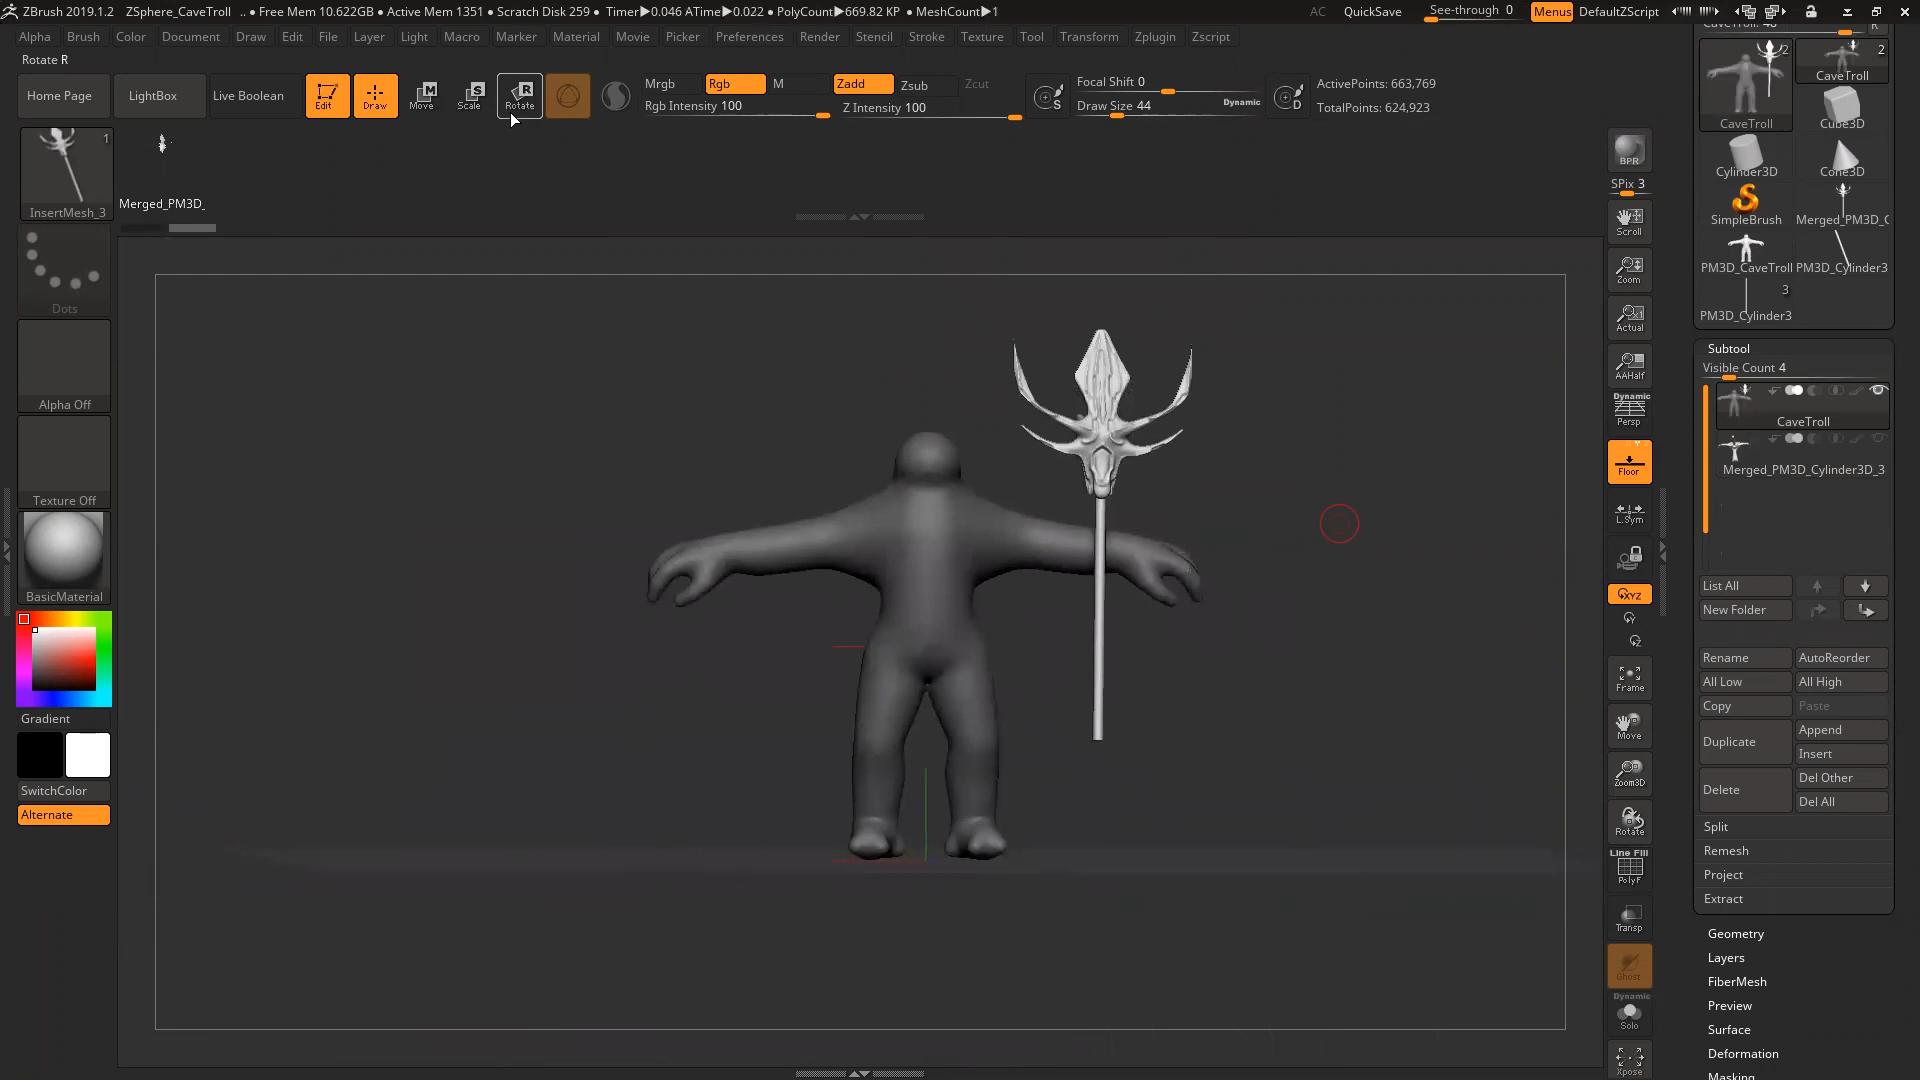 ZBrush 2019.1.2 ZSphere_CaveTroll .. • Free Mem 10.622GB • Active Mem 1351 • Scratch Disk 259 • Timer▶0.046 ATime▶0.022 • PolyCount▶669.82 KP • MeshCount▶1 AC QuickSave See-through 0 Menus DefaultZScript
Alpha Brush Color Document Draw Edit File Layer Light Macro Marker Material Movie Picker Preferences Render Stencil Stroke Texture Tool Transform Zplugin Zscript
Rotate R
Home Page LightBox Live Boolean Edit Draw Move Scale Rotate
Mrgb Rgb M Zadd Zsub Zcut
Rgb Intensity 100 Z Intensity 100
Focal Shift 0
Draw Size 44 Dynamic
S
D
ActivePoints: 663,769
TotalPoints: 624,923
1
InsertMesh_3
Merged_PM3D_
Dots
Alpha Off
Texture Off
BasicMaterial
Gradient
SwitchColor
Alternate
BPR
SPix 3
Scroll
Zoom
Actual
AAHalf
Dynamic
Persp
Floor
L.Sym
XYZ
Frame
Move
Zoom3D
Rotate
Line Fill
PolyF
Transp
Ghost
Dynamic
Solo
Xpose
CaveTroll. 48 R
2
CaveTroll
2
CaveTroll
Cube3D
Cylinder3D Cone3D
SimpleBrush Merged_PM3D_C
PM3D_CaveTroll PM3D_Cylinder3
3
PM3D_Cylinder3
Subtool
Visible Count 4
CaveTroll
Merged_PM3D_Cylinder3D_3
List All
New Folder
Rename AutoReorder
All Low All High
Copy Paste
Duplicate Append
Insert
Delete Del Other
Del All
Split
Remesh
Project
Extract
Geometry
Layers
FiberMesh
Preview
Surface
Deformation
Masking